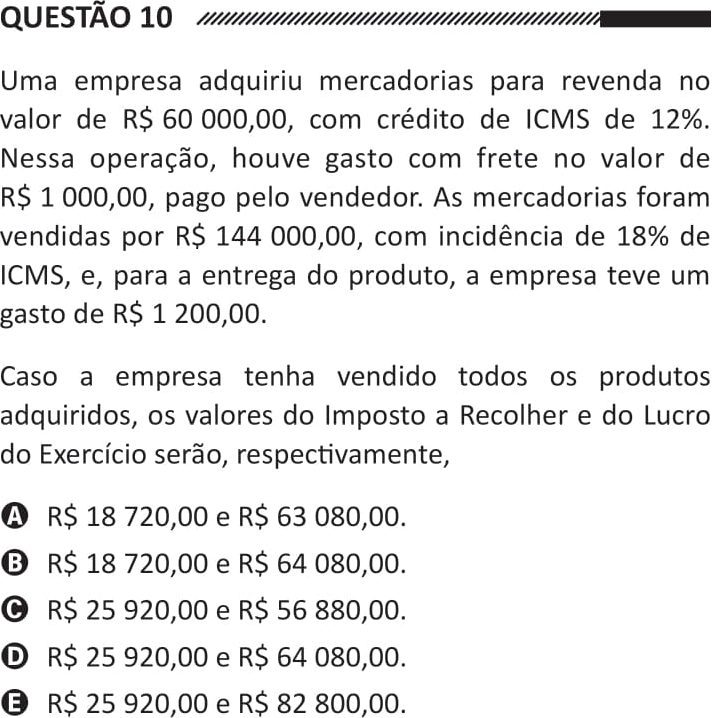 QUESTÃO 10
Uma empresa adquiriu mercadorias para revenda no
valor de R$ 60 000,00, com crédito de ICMS de 12%.
Nessa operação, houve gasto com frete no valor de
R$ 1 000,00, pago pelo vendedor. As mercadorias foram
vendidas por R$ 144 000,00, com incidência de 18% de
ICMS, e, para a entrega do produto, a empresa teve um
gasto de R$ 1 200,00.
Caso a empresa tenha vendido todos os produtos
adquiridos, os valores do Imposto a Recolher e do Lucro
do Exercício serão, respectivamente,
A R$ 18 720,00 e R$ 63 080,00.
B R$ 18 720,00 e R$ 64 080,00.
C R$ 25 920,00 e R$ 56 880,00.
D R$ 25 920,00 e R$ 64 080,00.
E R$ 25 920,00 e R$ 82 800,00.